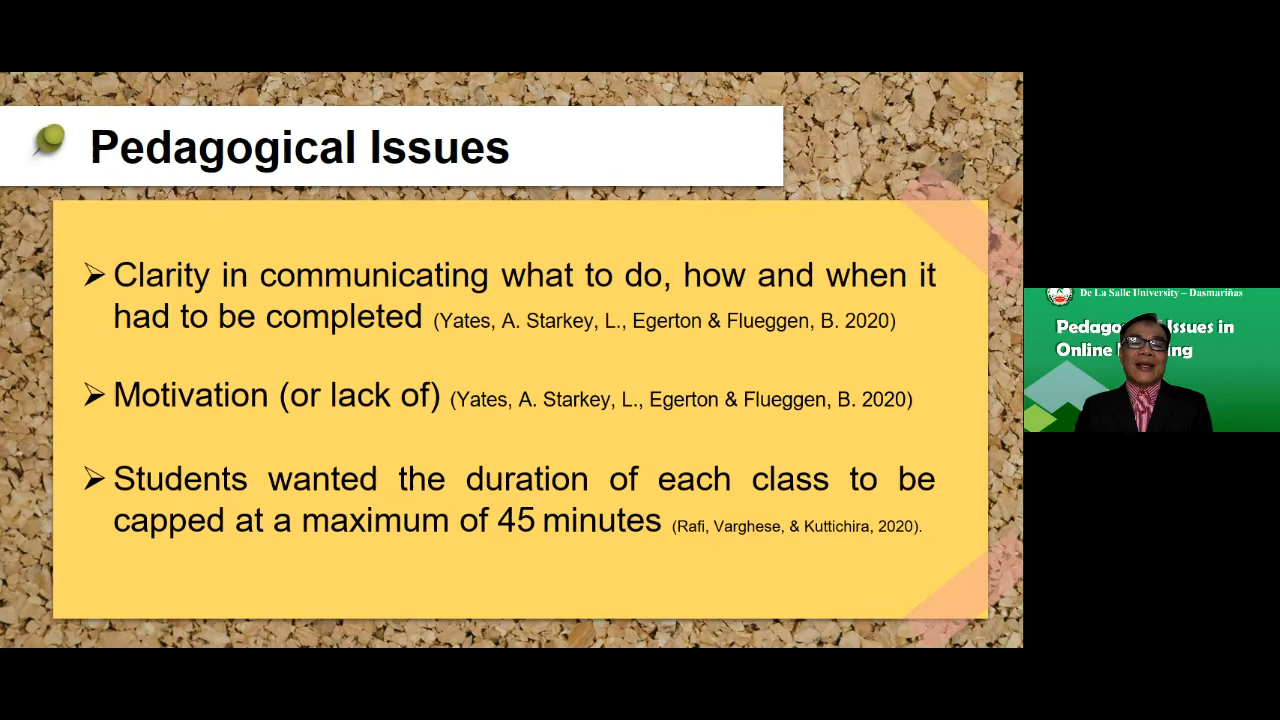 Pedagogical Issues
➢ Clarity in communicating what to do, how and when it
had to be completed (Yates, A. Starkey, L., Egerton & Flueggen, B. 2020)
➢ Motivation (or lack of) (Yates, A. Starkey, L., Egerton & Flueggen, B. 2020)
➢ Students wanted the duration of each class to be
capped at a maximum of 45 minutes (Rafi, Varghese, & Kuttichira, 2020).
De La Salle University – Dasmariñas
Issues in
Online